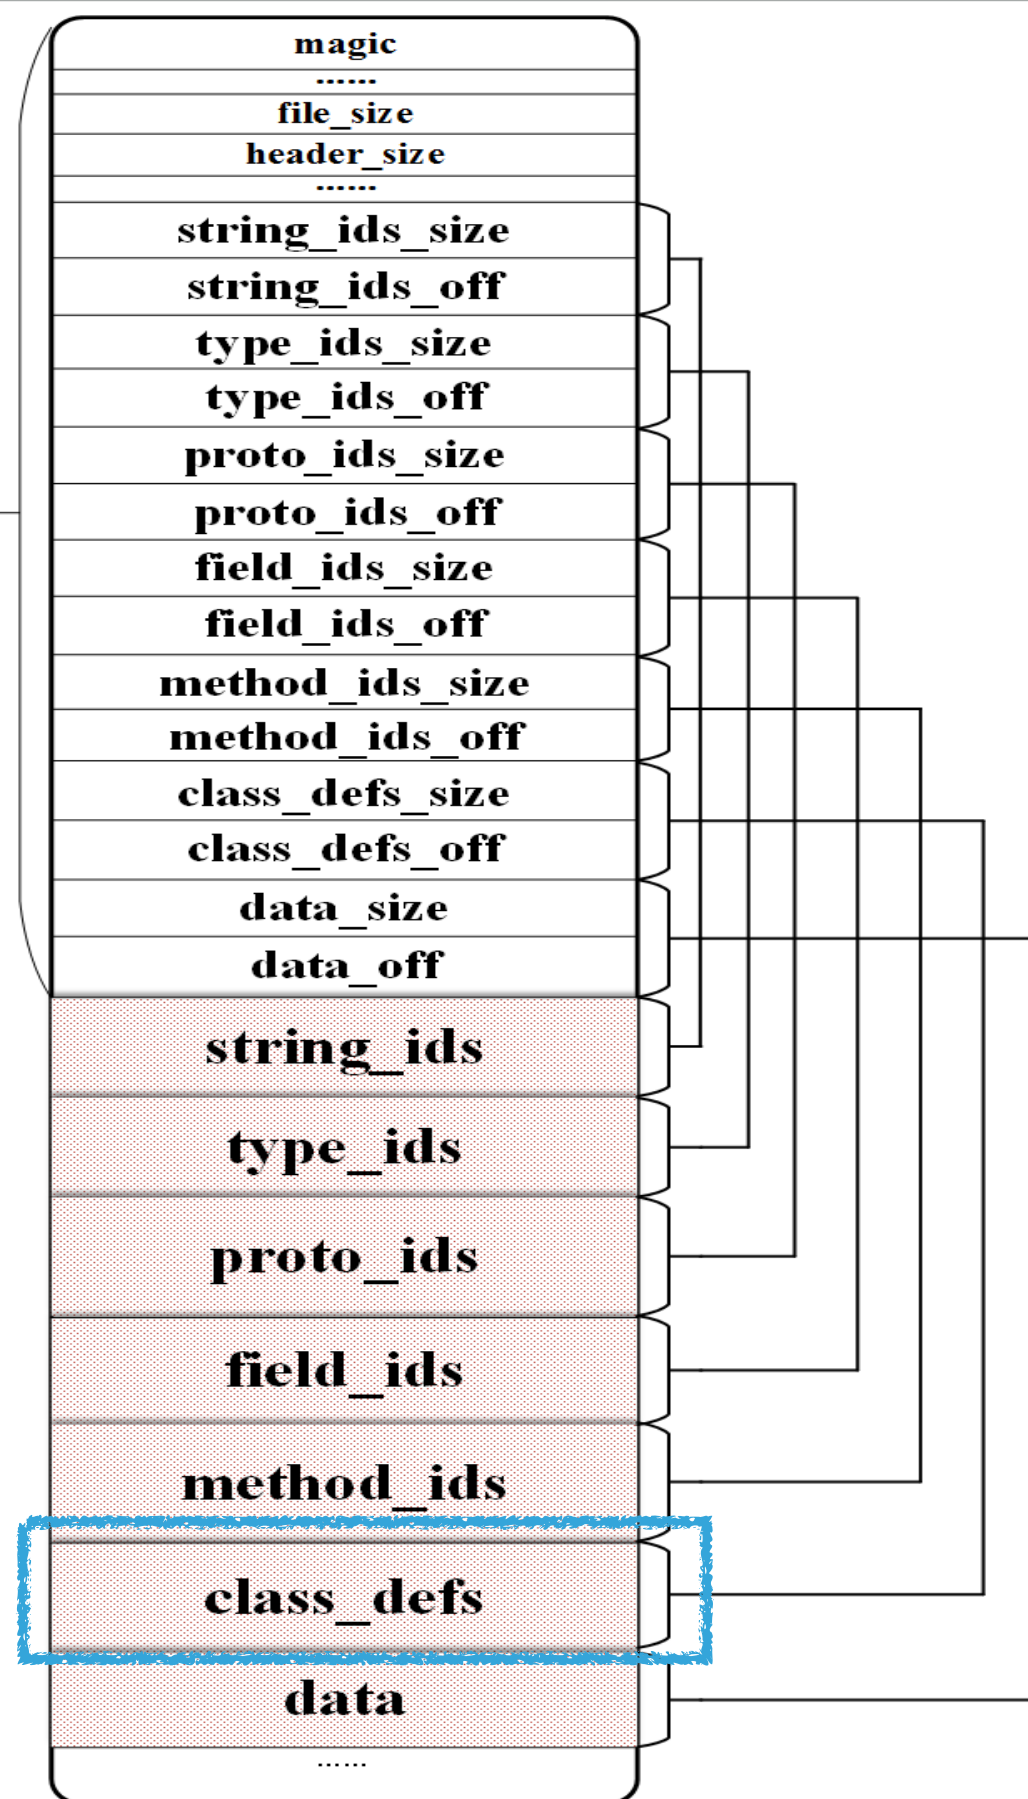 magic
......
file_size
header_size
......
string_ids_size
string_ids_off
type_ids_size
type_ids_off
proto_ids_size
proto_ids_off
field_ids_size
field_ids_off
method_ids_size
method_ids_off
class_defs_size
class_defs_off
data_size
data_off
string_ids
type_ids
proto_ids
field_ids
method_ids
class_defs
data
......